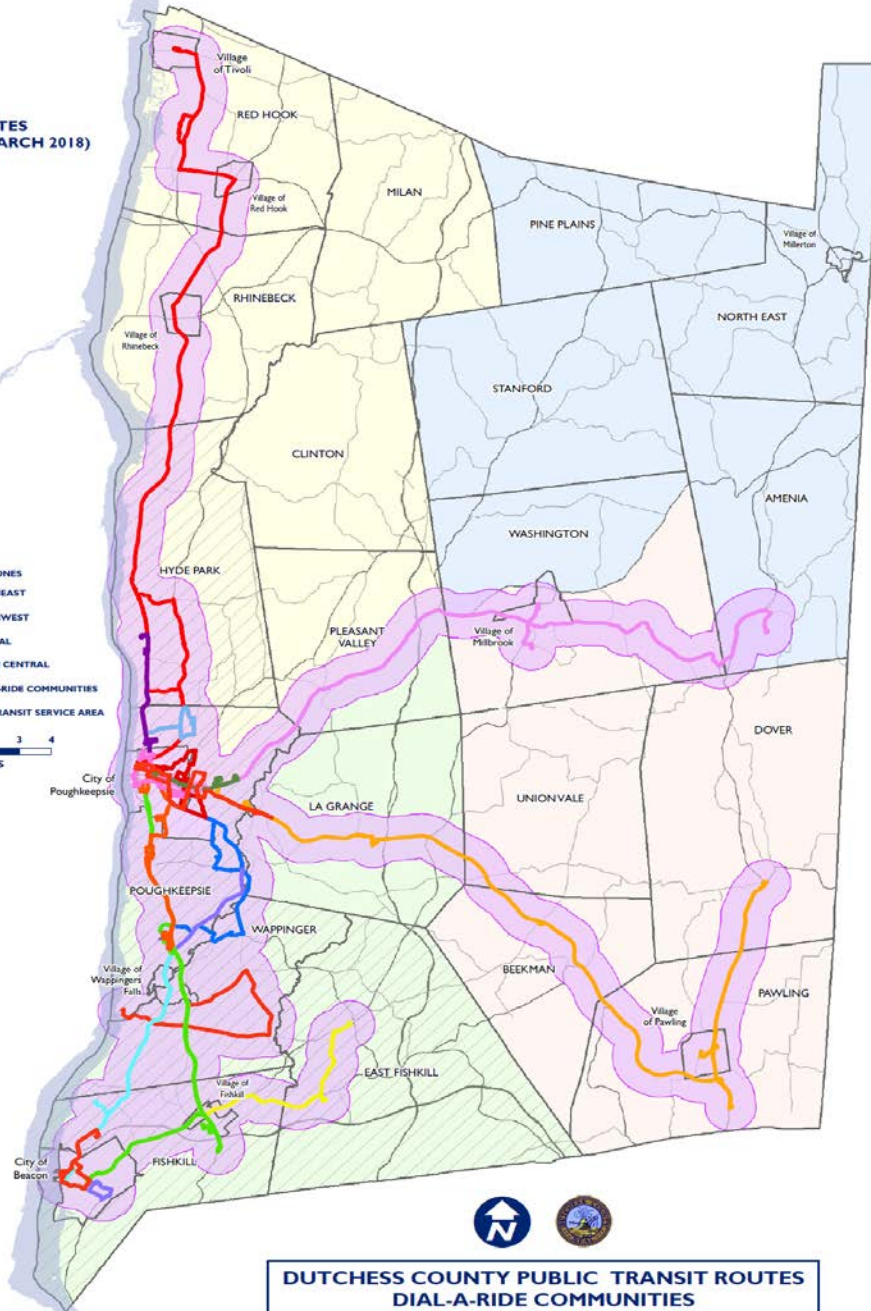 TES
ARCH 2018)
Village
of Tivoli
RED HOOK
Village of
Red Hook
MILAN
PINE PLAINS
Village of
Millerton
RHINEBECK
Village of
Rhinebeck
NORTH EAST
STANFORD
CLINTON
AMENIA
WASHINGTON
HYDE PARK
ONES
EAST
WEST
AL
CENTRAL
-RIDE COMMUNITIES
RANSIT SERVICE AREA
3 4
S
PLEASANT
VALLEY
Village of
Millbrook
DOVER
City of
Poughkeepsie
LA GRANGE
UNION VALE
POUGHKEEPSIE
WAPPINGER
Village of
Wappingers
Falls
BEEKMAN
Village
of Pawling
PAWLING
EAST FISHKILL
Village of
Fishkill
City of
Beacon
FISHKILL
N
DUTCHESS COUNTY PUBLIC TRANSIT ROUTES
DIAL-A-RIDE COMMUNITIES